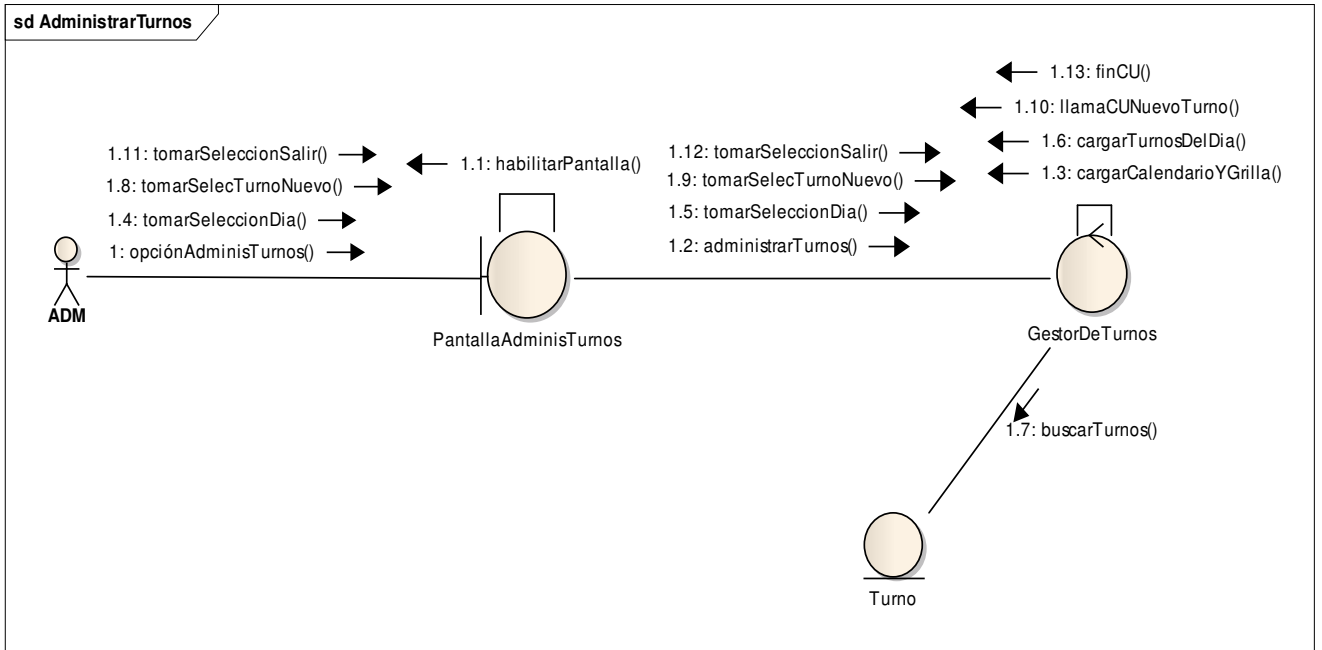 sd AdministrarTurnos
1.13: finCU()
1.10: llamaCUNuevoTurno()
1.6: cargarTurnosDelDia()
1.3: cargarCalendarioYGrilla()
1.11: tomarSeleccionSalir()
1.8: tomarSelecTurnoNuevo()
1.4: tomarSeleccionDia()
1: opciónAdminisTurnos()
1.1: habilitarPantalla()
1.12: tomarSeleccionSalir()
1.9: tomarSelecTurnoNuevo()
1.5: tomarSeleccionDia()
1.2: administrarTurnos()
ADM
PantallaAdminisTurnos
GestorDeTurnos
1.7: buscarTurnos()
Turno